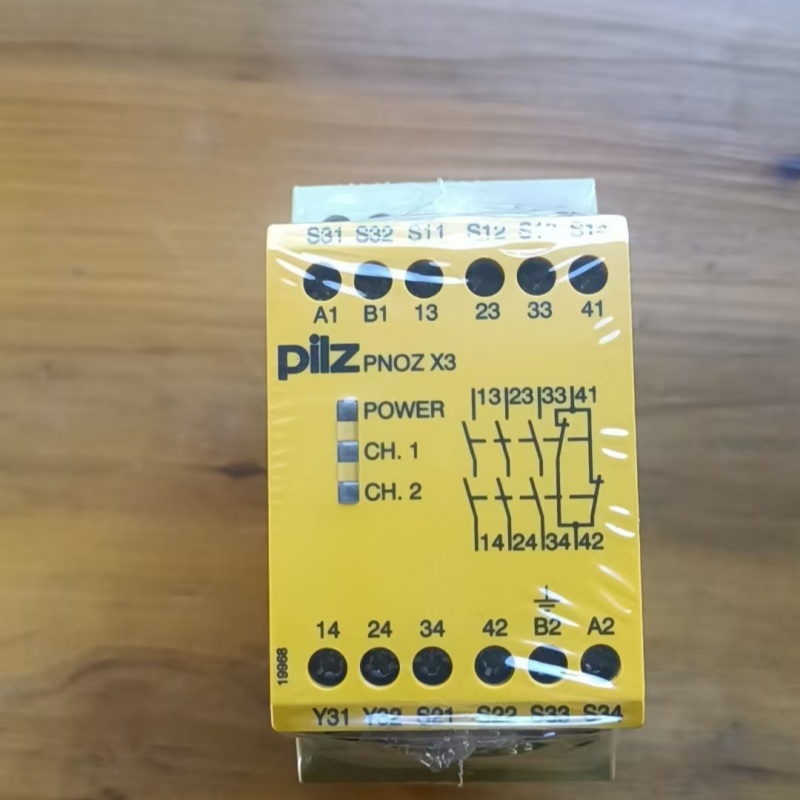 S31 S32 S11 S12 S14
A1 B1 13 23 33 41
pilz PNOZ X3
POWER
CH. 1
CH. 2
13 23 33 41
14 24 34 42
14 24 34 42 B2 A2
19968
Y31 Y32 S21 S22 S33 S34